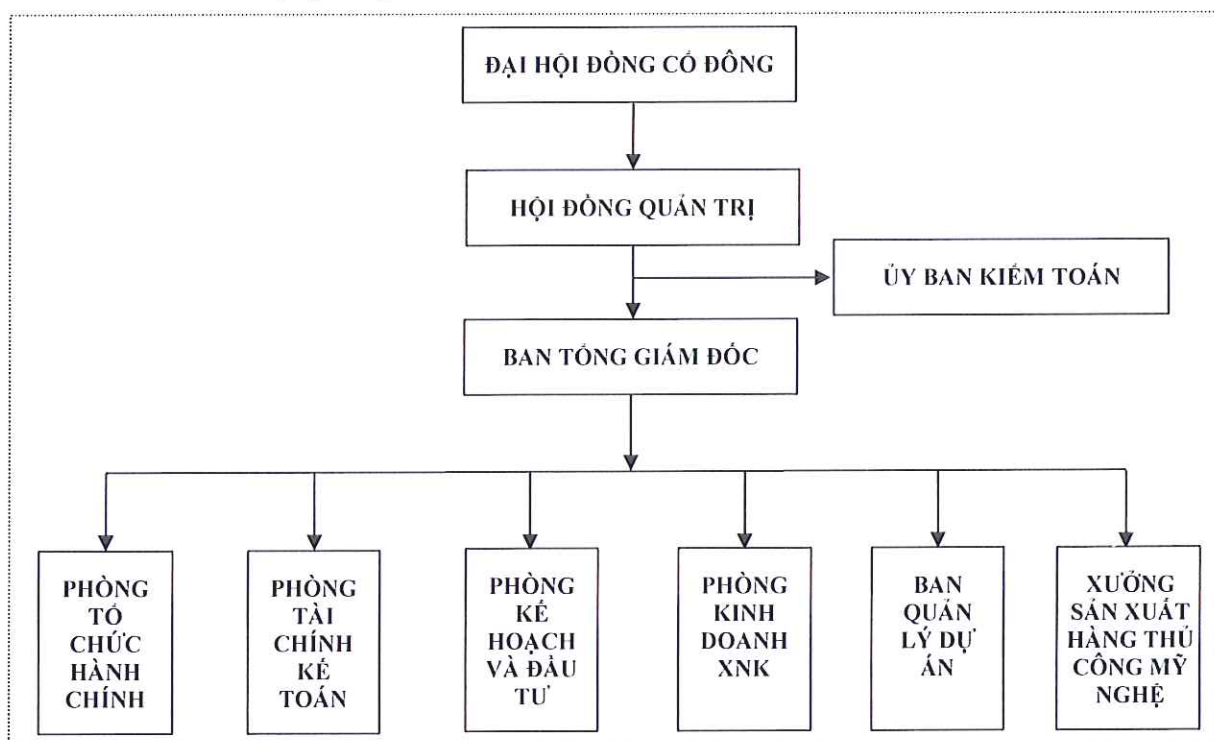 ĐẠI HỘI ĐỒNG CỔ ĐÔNG
HỘI ĐỒNG QUẢN TRỊ
ỦY BAN KIỂM TOÁN
BAN TỔNG GIÁM ĐỐC
PHÒNG
TỔ
CHỨC
HÀNH
CHÍNH
PHÒNG
TÀI
CHÍNH
KẾ
TOÁN
PHÒNG
KẾ
HOẠCH
VÀ ĐẦU
TƯ
PHÒNG
KINH
DOANH
XNK
BAN
QUẢN
LÝ DỰ
ÁN
XƯỞNG
SẢN XUẤT
HÀNG THỦ
CÔNG MỸ
NGHỆ